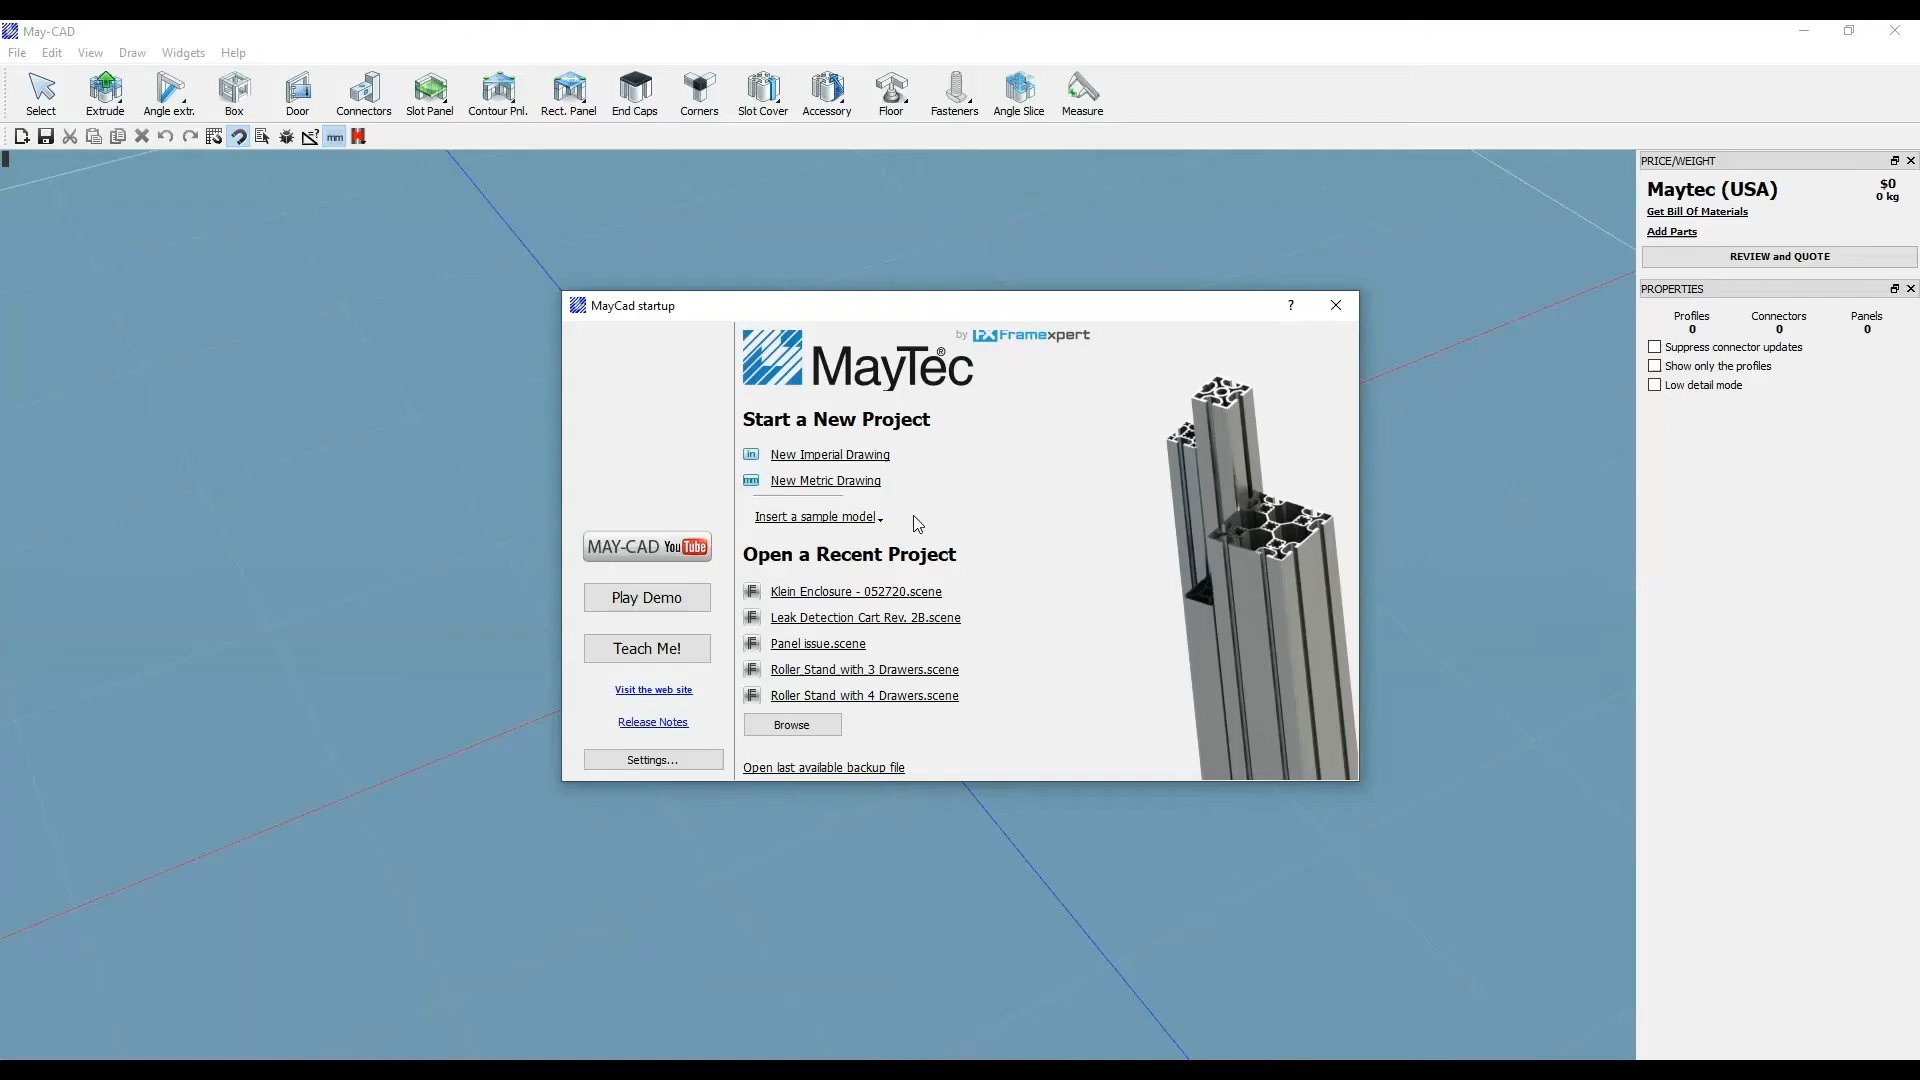 May-CAD
File Edit View Draw Widgets Help
Select Extrude Angle extr. Box Door Connectors Slot Panel Contour Pnl. Rect. Panel End Caps Corners Slot Cover Accessory Floor Fasteners Angle Slice Measure
mm
PRICE/WEIGHT
Maytec (USA) $0
0 kg
Get Bill Of Materials
Add Parts
REVIEW and QUOTE
PROPERTIES
Profiles Connectors Panels
0 0 0
Suppress connector updates
Show only the profiles
Low detail mode
MayCad startup ?
by FX Framexpert
MayTec®
Start a New Project
in New Imperial Drawing
mm New Metric Drawing
Insert a sample model
Open a Recent Project
Klein Enclosure - 052720.scene
Leak Detection Cart Rev. 2B.scene
Panel issue.scene
Roller Stand with 3 Drawers.scene
Roller Stand with 4 Drawers.scene
Browse
Open last available backup file
MAY-CAD YouTube
Play Demo
Teach Me!
Visit the web site
Release Notes
Settings...